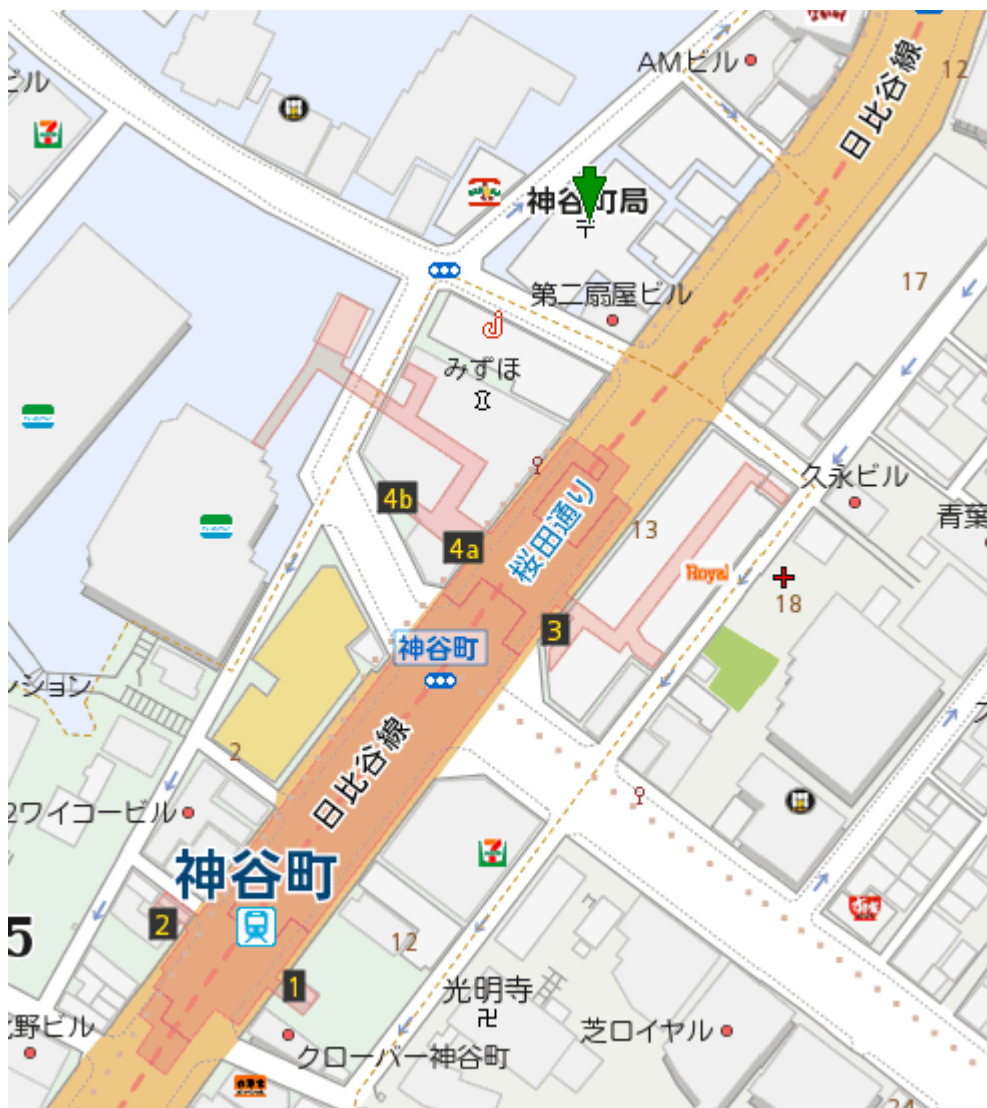 AMビル
12
日比谷線
ビル
神谷町局
17
第二扇屋ビル
みずほ
久永ビル
4b
桜田通り
13
青葉
4a
Royal
18
3
神谷町
ンション
2
日比谷線
2ワイコービル
神谷町
2
12
5
1
光明寺
野ビル
芝ロイヤル
クローバー神谷町
24